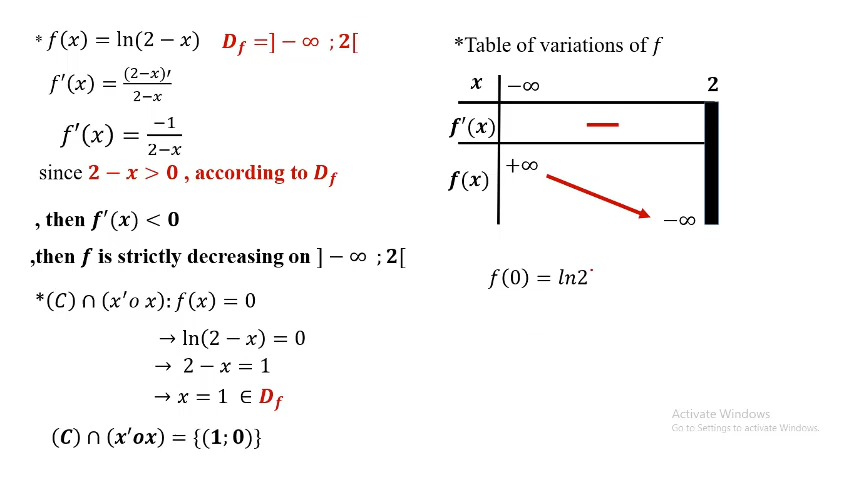 * f(x) = ln(2 − x) D_f =] − ∞ ; 2[
f′(x) = (2−x)′/2−x
f′(x) = −1/2−x
since 2 − x > 0 , according to D_f
, then f′(x) < 0
,then f is strictly decreasing on ] − ∞ ; 2[
*(C) ∩ (x′o x): f(x) = 0
→ ln(2 − x) = 0
→ 2 − x = 1
→ x = 1 ∈ D_f
(C) ∩ (x′ox) = {(1; 0)}
*Table of variations of f
x −∞ 2
f′(x) −
f(x) +∞ −∞
f(0) = ln2
Activate Windows
Go to Settings to activate Windows.